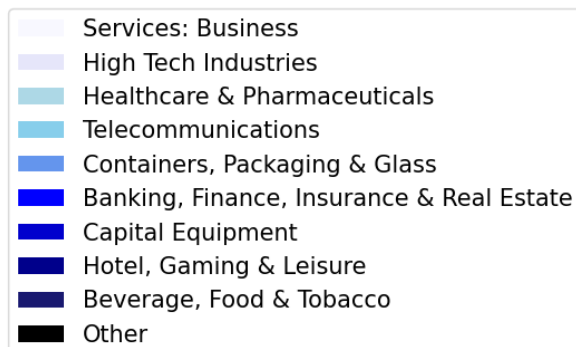 Services: Business
High Tech Industries
Healthcare & Pharmaceuticals
Telecommunications
Containers, Packaging & Glass
Banking, Finance, Insurance & Real Estate
Capital Equipment
Hotel, Gaming & Leisure
Beverage, Food & Tobacco
Other